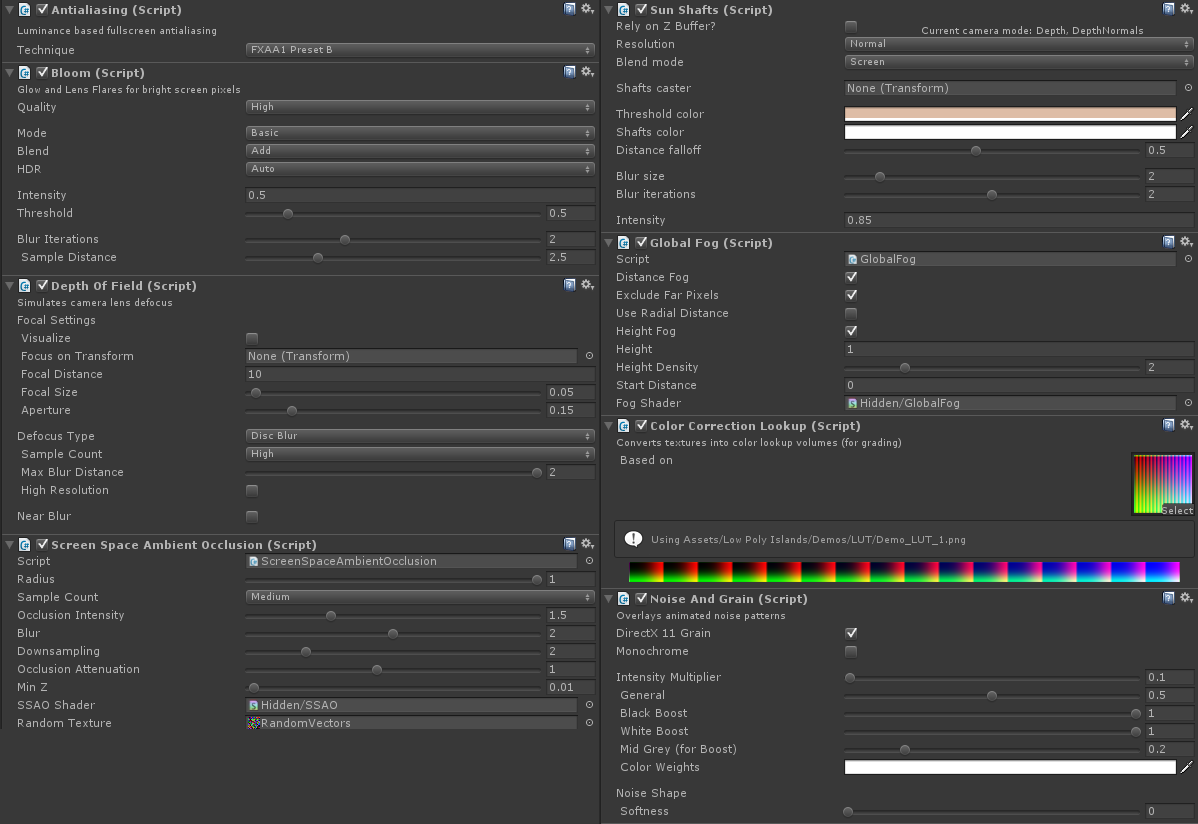 Antialiasing (Script)
Luminance based fullscreen antialiasing
Technique FXAA1 Preset B
Bloom (Script)
Glow and Lens Flares for bright screen pixels
Quality High
Mode Basic
Blend Add
HDR Auto
Intensity 0.5
Threshold 0.5
Blur Iterations 2
Sample Distance 2.5
Depth Of Field (Script)
Simulates camera lens defocus
Focal Settings
Visualize
Focus on Transform None (Transform)
Focal Distance 10
Focal Size 0.05
Aperture 0.15
Defocus Type Disc Blur
Sample Count High
Max Blur Distance 2
High Resolution
Near Blur
Screen Space Ambient Occlusion (Script)
Script ScreenSpaceAmbientOcclusion
Radius 1
Sample Count Medium
Occlusion Intensity 1.5
Blur 2
Downsampling 2
Occlusion Attenuation 1
Min Z 0.01
SSAO Shader Hidden/SSAO
Random Texture RandomVectors
Sun Shafts (Script)
Rely on Z Buffer? Current camera mode: Depth, DepthNormals
Resolution Normal
Blend mode Screen
Shafts caster None (Transform)
Threshold color
Shafts color
Distance falloff 0.5
Blur size 2
Blur iterations 2
Intensity 0.85
Global Fog (Script)
Script GlobalFog
Distance Fog
Exclude Far Pixels
Use Radial Distance
Height Fog
Height 1
Height Density 2
Start Distance 0
Fog Shader Hidden/GlobalFog
Color Correction Lookup (Script)
Converts textures into color lookup volumes (for grading)
Based on
Select
Using Assets/Low Poly Islands/Demos/LUT/Demo_LUT_1.png
Noise And Grain (Script)
Overlays animated noise patterns
DirectX 11 Grain
Monochrome
Intensity Multiplier 0.1
General 0.5
Black Boost 1
White Boost 1
Mid Grey (for Boost) 0.2
Color Weights
Noise Shape
Softness 0